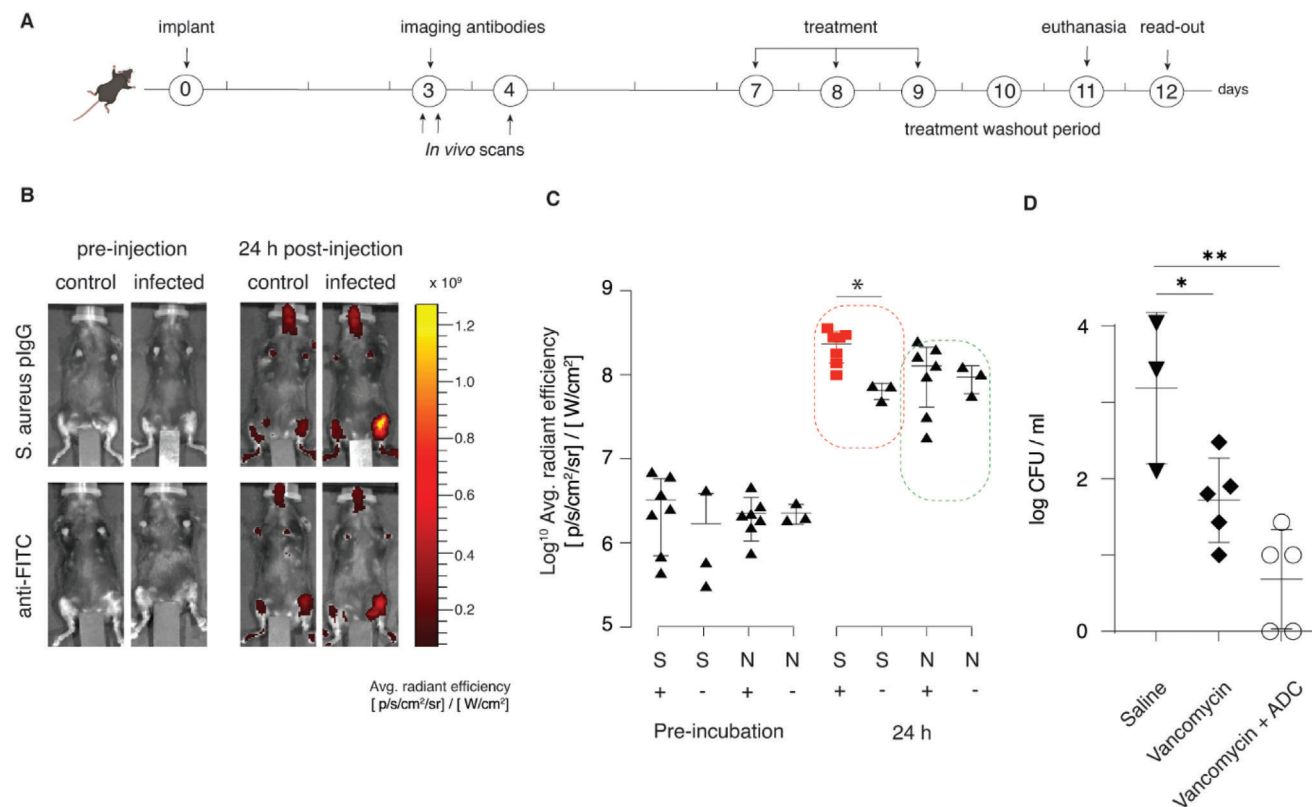 A
implant
imaging antibodies
treatment
euthanasia
read-out
0
3
4
7
8
9
10
11
12
days
In vivo scans
treatment washout period
B
pre-injection
24 h post-injection
control
infected
control
infected
S. aureus pIgG
anti-FITC
x 10⁹
1.2
1.0
0.8
0.6
0.4
0.2
Avg. radiant efficiency
[ p/s/cm²/sr] / [ W/cm²]
C
Log¹⁰ Avg. radiant efficiency
[ p/s/cm²/sr] / [ W/cm²]
9
8
7
6
5
*
S S N N S S N N
+ - + - + - + -
Pre-incubation
24 h
D
**
*
log CFU / ml
4
2
0
Saline
Vancomycin
Vancomycin + ADC